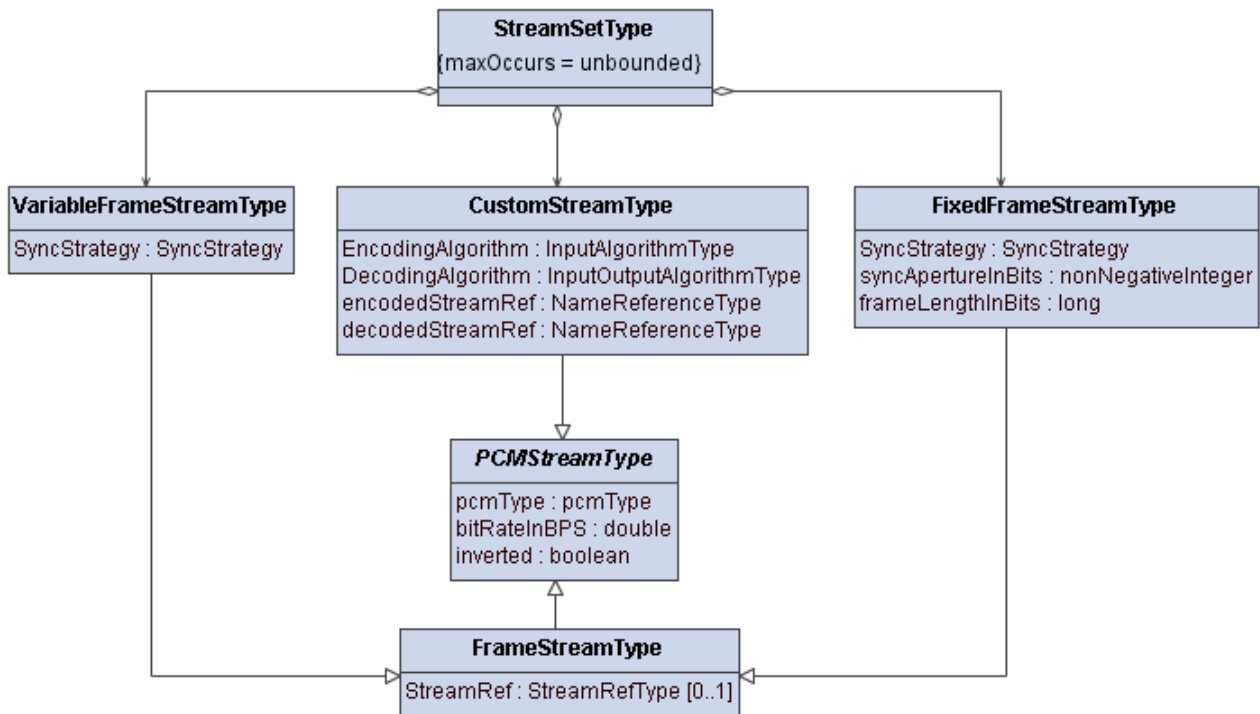 StreamSetType
{maxOccurs = unbounded}
VariableFrameStreamType
SyncStrategy : SyncStrategy
CustomStreamType
EncodingAlgorithm : InputAlgorithmType
DecodingAlgorithm : InputOutputAlgorithmType
encodedStreamRef : NameReferenceType
decodedStreamRef : NameReferenceType
FixedFrameStreamType
SyncStrategy : SyncStrategy
syncApertureInBits : nonNegativeInteger
frameLengthInBits : long
PCMStreamType
pcmType : pcmType
bitRateInBPS : double
inverted : boolean
FrameStreamType
StreamRef : StreamRefType [0..1]